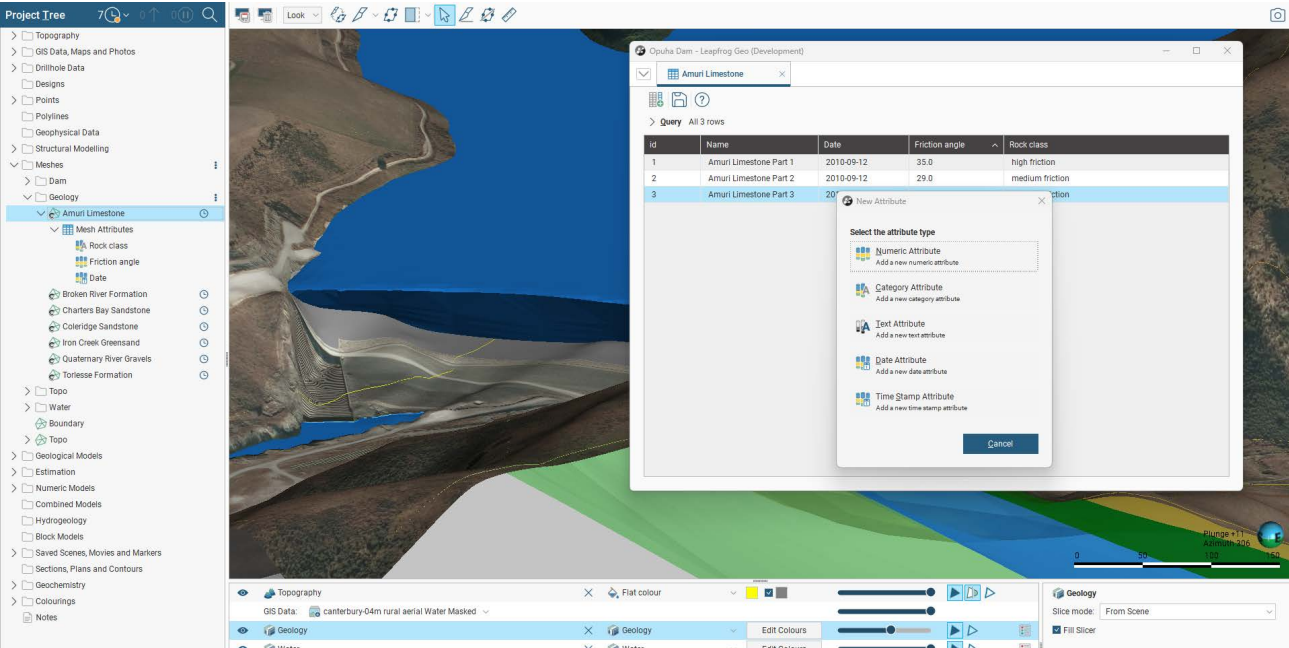 Project Tree
7
0
0
Look
Topography
GIS Data, Maps and Photos
Drillhole Data
Designs
Points
Polylines
Geophysical Data
Structural Modelling
Meshes
Dam
Geology
Amuri Limestone
Mesh Attributes
Rock class
Friction angle
Date
Broken River Formation
Charters Bay Sandstone
Coleridge Sandstone
Iron Creek Greensand
Quaternary River Gravels
Torlesse Formation
Topo
Water
Boundary
Topo
Geological Models
Estimation
Numeric Models
Combined Models
Hydrogeology
Block Models
Saved Scenes, Movies and Markers
Sections, Plans and Contours
Geochemistry
Colourings
Notes
Opuha Dam - Leapfrog Geo (Development)
Amuri Limestone
Query All 3 rows
id Name Date Friction angle Rock class
1 Amuri Limestone Part 1 2010-09-12 35.0 high friction
2 Amuri Limestone Part 2 2010-09-12 29.0 medium friction
3 Amuri Limestone Part 3
New Attribute
Select the attribute type
Numeric Attribute
Add a new numeric attribute
Category Attribute
Add a new category attribute
Text Attribute
Add a new text attribute
Date Attribute
Add a new date attribute
Time Stamp Attribute
Add a new time stamp attribute
Cancel
Plunge +11
Azimuth 306
0 50 100 150
Topography Flat colour
GIS Data: canterbury-04m rural aerial Water Masked
Geology Geology Edit Colours
Water Water Edit Colours
Geology
Slice mode: From Scene
Fill Slicer